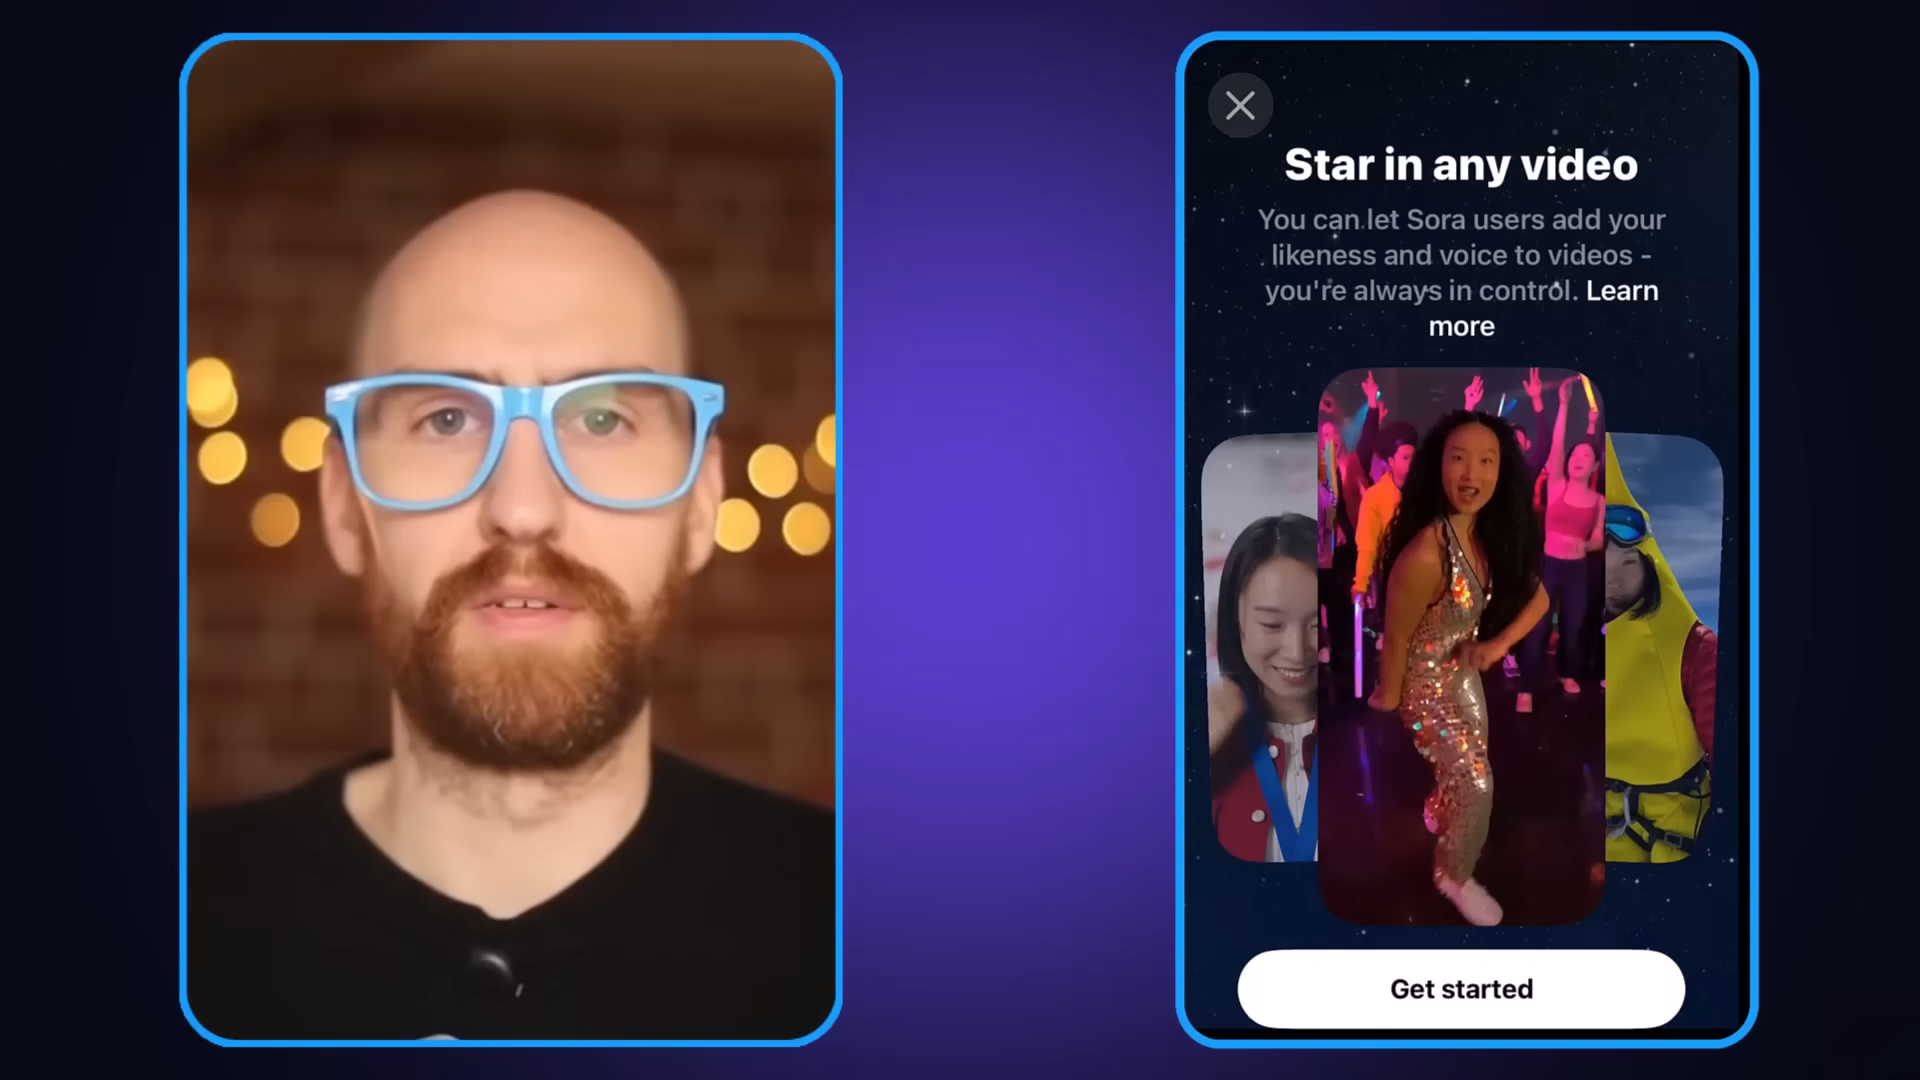 Star in any video
You can let Sora users add your
likeness and voice to videos -
you're always in control. Learn
more
Get started